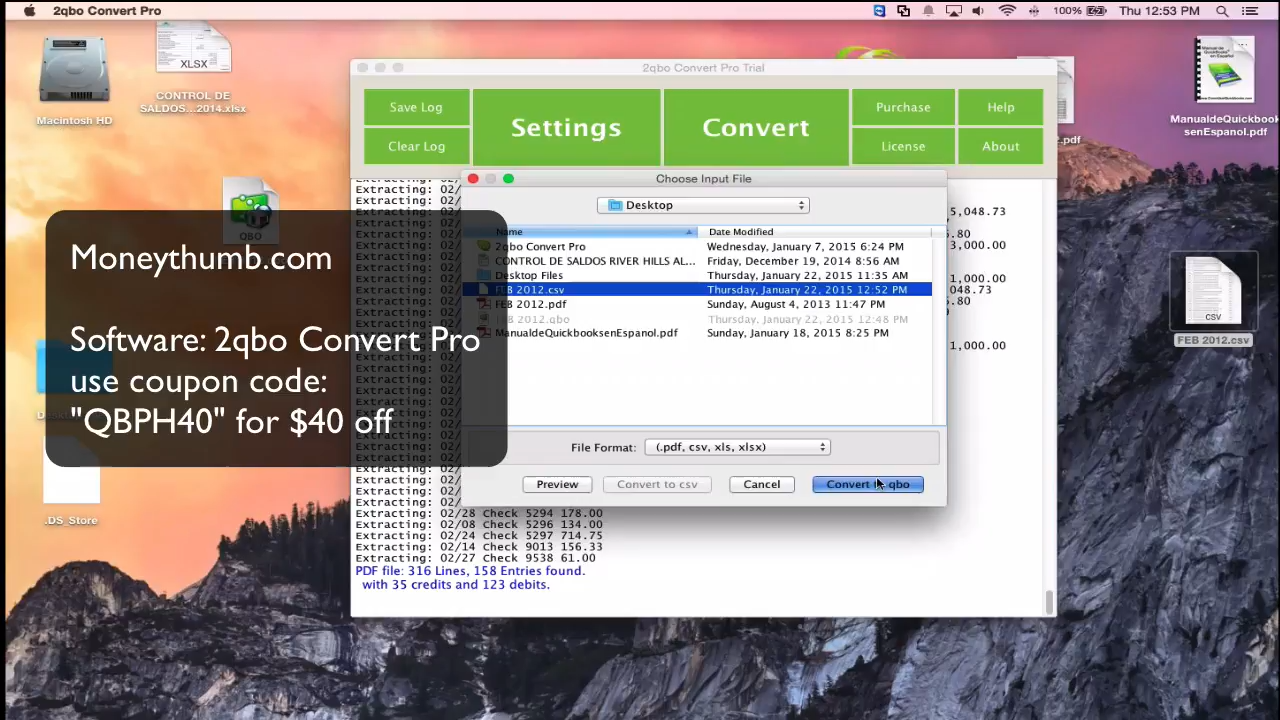 2qbo Convert Pro
100%
Thu 12:53 PM
Macintosh HD
XLSX
CONTROL DE
SALDOS...2014.xlsx
QBO
.DS_Store
2qbo Convert Pro Trial
Save Log
Clear Log
Settings
Convert
Purchase
License
Help
About
.pdf
ManualdeQuickbook
senEspanol.pdf
CSV
FEB 2012.csv
Moneythumb.com
Software: 2qbo Convert Pro
use coupon code:
"QBPH40" for $40 off
Choose Input File
Desktop
Name Date Modified
2qbo Convert Pro Wednesday, January 7, 2015 6:24 PM
CONTROL DE SALDOS RIVER HILLS AL... Friday, December 19, 2014 8:56 AM
Desktop Files Thursday, January 22, 2015 11:35 AM
FEB 2012.csv Thursday, January 22, 2015 12:52 PM
FEB 2012.pdf Sunday, August 4, 2013 11:47 PM
FEB 2012.qbo Thursday, January 22, 2015 12:48 PM
ManualdeQuickbooksenEspanol.pdf Sunday, January 18, 2015 8:25 PM
File Format: (.pdf, csv, xls, xlsx)
Preview
Convert to csv
Cancel
Convert to qbo
5,048.73
3,000.00
1,000.00
1,000.00
Extracting: 02/28 Check 5294 178.00
Extracting: 02/08 Check 5296 134.00
Extracting: 02/24 Check 5297 714.75
Extracting: 02/14 Check 9013 156.33
Extracting: 02/27 Check 9538 61.00
PDF file: 316 Lines, 158 Entries found.
with 35 credits and 123 debits.